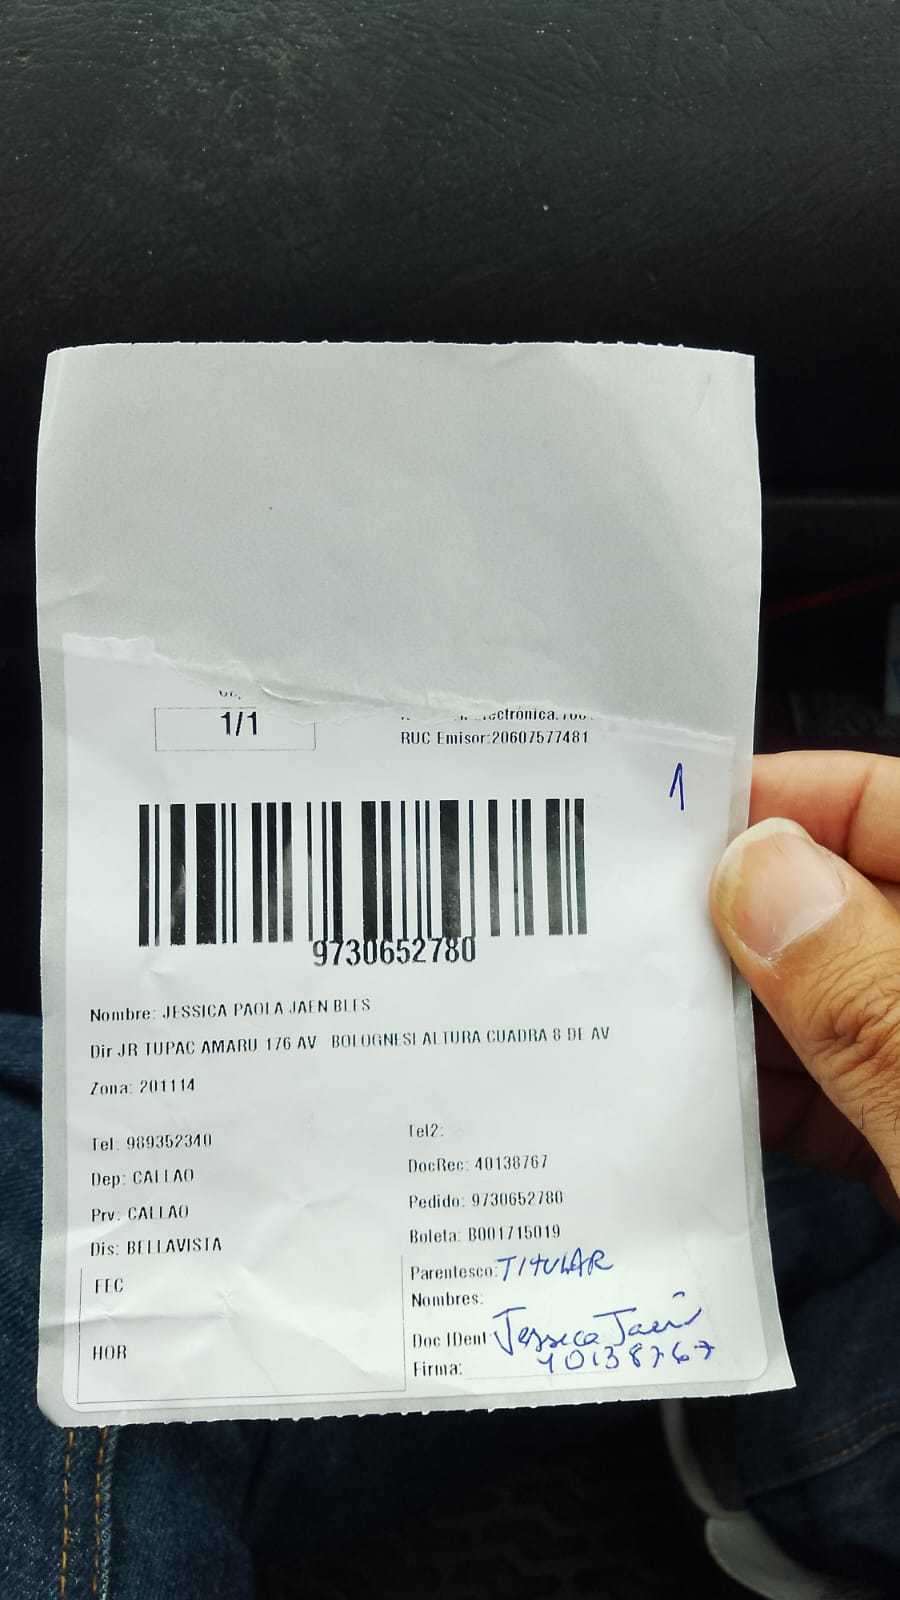 1/1
RUC Emisor:20607577481
1
9730652780
Nombre: JESSICA PAOLA JAEN BLES
Dir JR TUPAC AMARU 176 AV BOLOGNESI ALTURA CUADRA 8 DE AV
Zona: 201114
Tel: 989352340
Tel2:
Dep: CALLAO
DocRec: 40138767
Prv: CALLAO
Pedido: 9730652780
Dis: BELLAVISTA
Boleta: B001715019
FEC
Parentesco: TITULAR
Nombres:
HOR
Doc IDent Jessica Jaen
Firma: 40138767